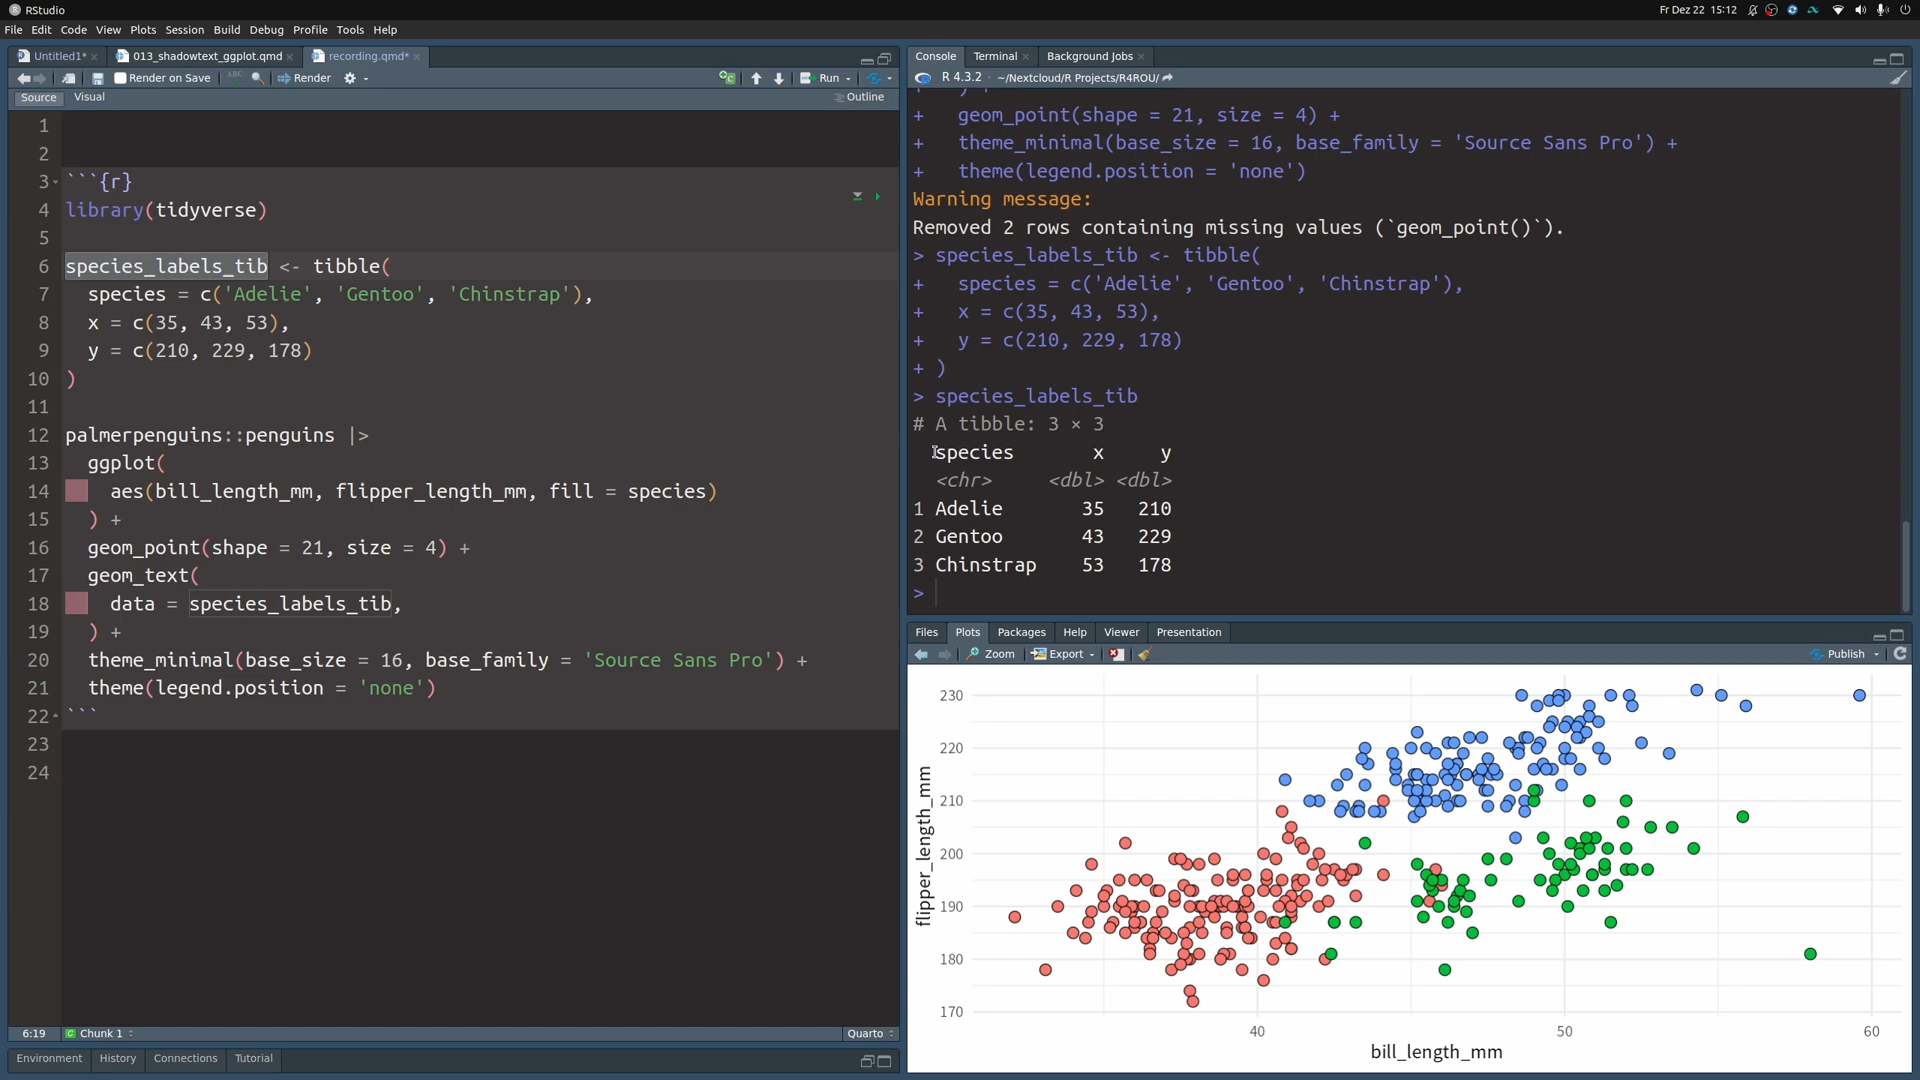 RStudio
Fr Dez 22 15:12
File Edit Code View Plots Session Build Debug Profile Tools Help
Untitled1* 013_shadowtext_ggplot.qmd recording.qmd*
Render on Save Render Run
Source Visual Outline
1
2
3 ```{r}
4 library(tidyverse)
5
6 species_labels_tib <- tibble(
7 species = c('Adelie', 'Gentoo', 'Chinstrap'),
8 x = c(35, 43, 53),
9 y = c(210, 229, 178)
10 )
11
12 palmerpenguins::penguins |>
13 ggplot(
14 aes(bill_length_mm, flipper_length_mm, fill = species)
15 ) +
16 geom_point(shape = 21, size = 4) +
17 geom_text(
18 data = species_labels_tib,
19 ) +
20 theme_minimal(base_size = 16, base_family = 'Source Sans Pro') +
21 theme(legend.position = 'none')
22 ```
23
24
6:19 Chunk 1 Quarto
Environment History Connections Tutorial
Console Terminal Background Jobs
R 4.3.2 · ~/Nextcloud/R Projects/R4ROU/
+ ) +
+ geom_point(shape = 21, size = 4) +
+ theme_minimal(base_size = 16, base_family = 'Source Sans Pro') +
+ theme(legend.position = 'none')
Warning message:
Removed 2 rows containing missing values (`geom_point()`).
> species_labels_tib <- tibble(
+ species = c('Adelie', 'Gentoo', 'Chinstrap'),
+ x = c(35, 43, 53),
+ y = c(210, 229, 178)
+ )
> species_labels_tib
# A tibble: 3 × 3
species x y
<chr> <dbl> <dbl>
1 Adelie 35 210
2 Gentoo 43 229
3 Chinstrap 53 178
>
Files Plots Packages Help Viewer Presentation
Zoom Export Publish
flipper_length_mm
230
220
210
200
190
180
170
40 50 60
bill_length_mm